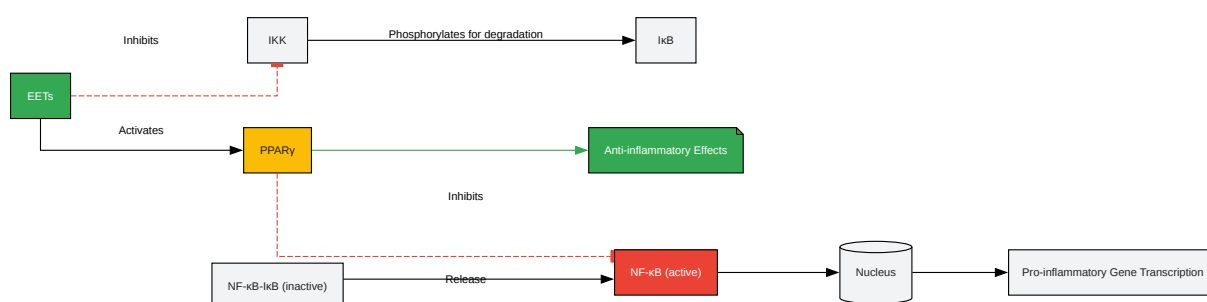 Inhibits
IKK
Phosphorylates for degradation
IκB
EETs
Activates
PPARγ
Anti-inflammatory Effects
Inhibits
NF-κB-IκB (inactive)
Release
NF-κB (active)
Nucleus
Pro-inflammatory Gene Transcription